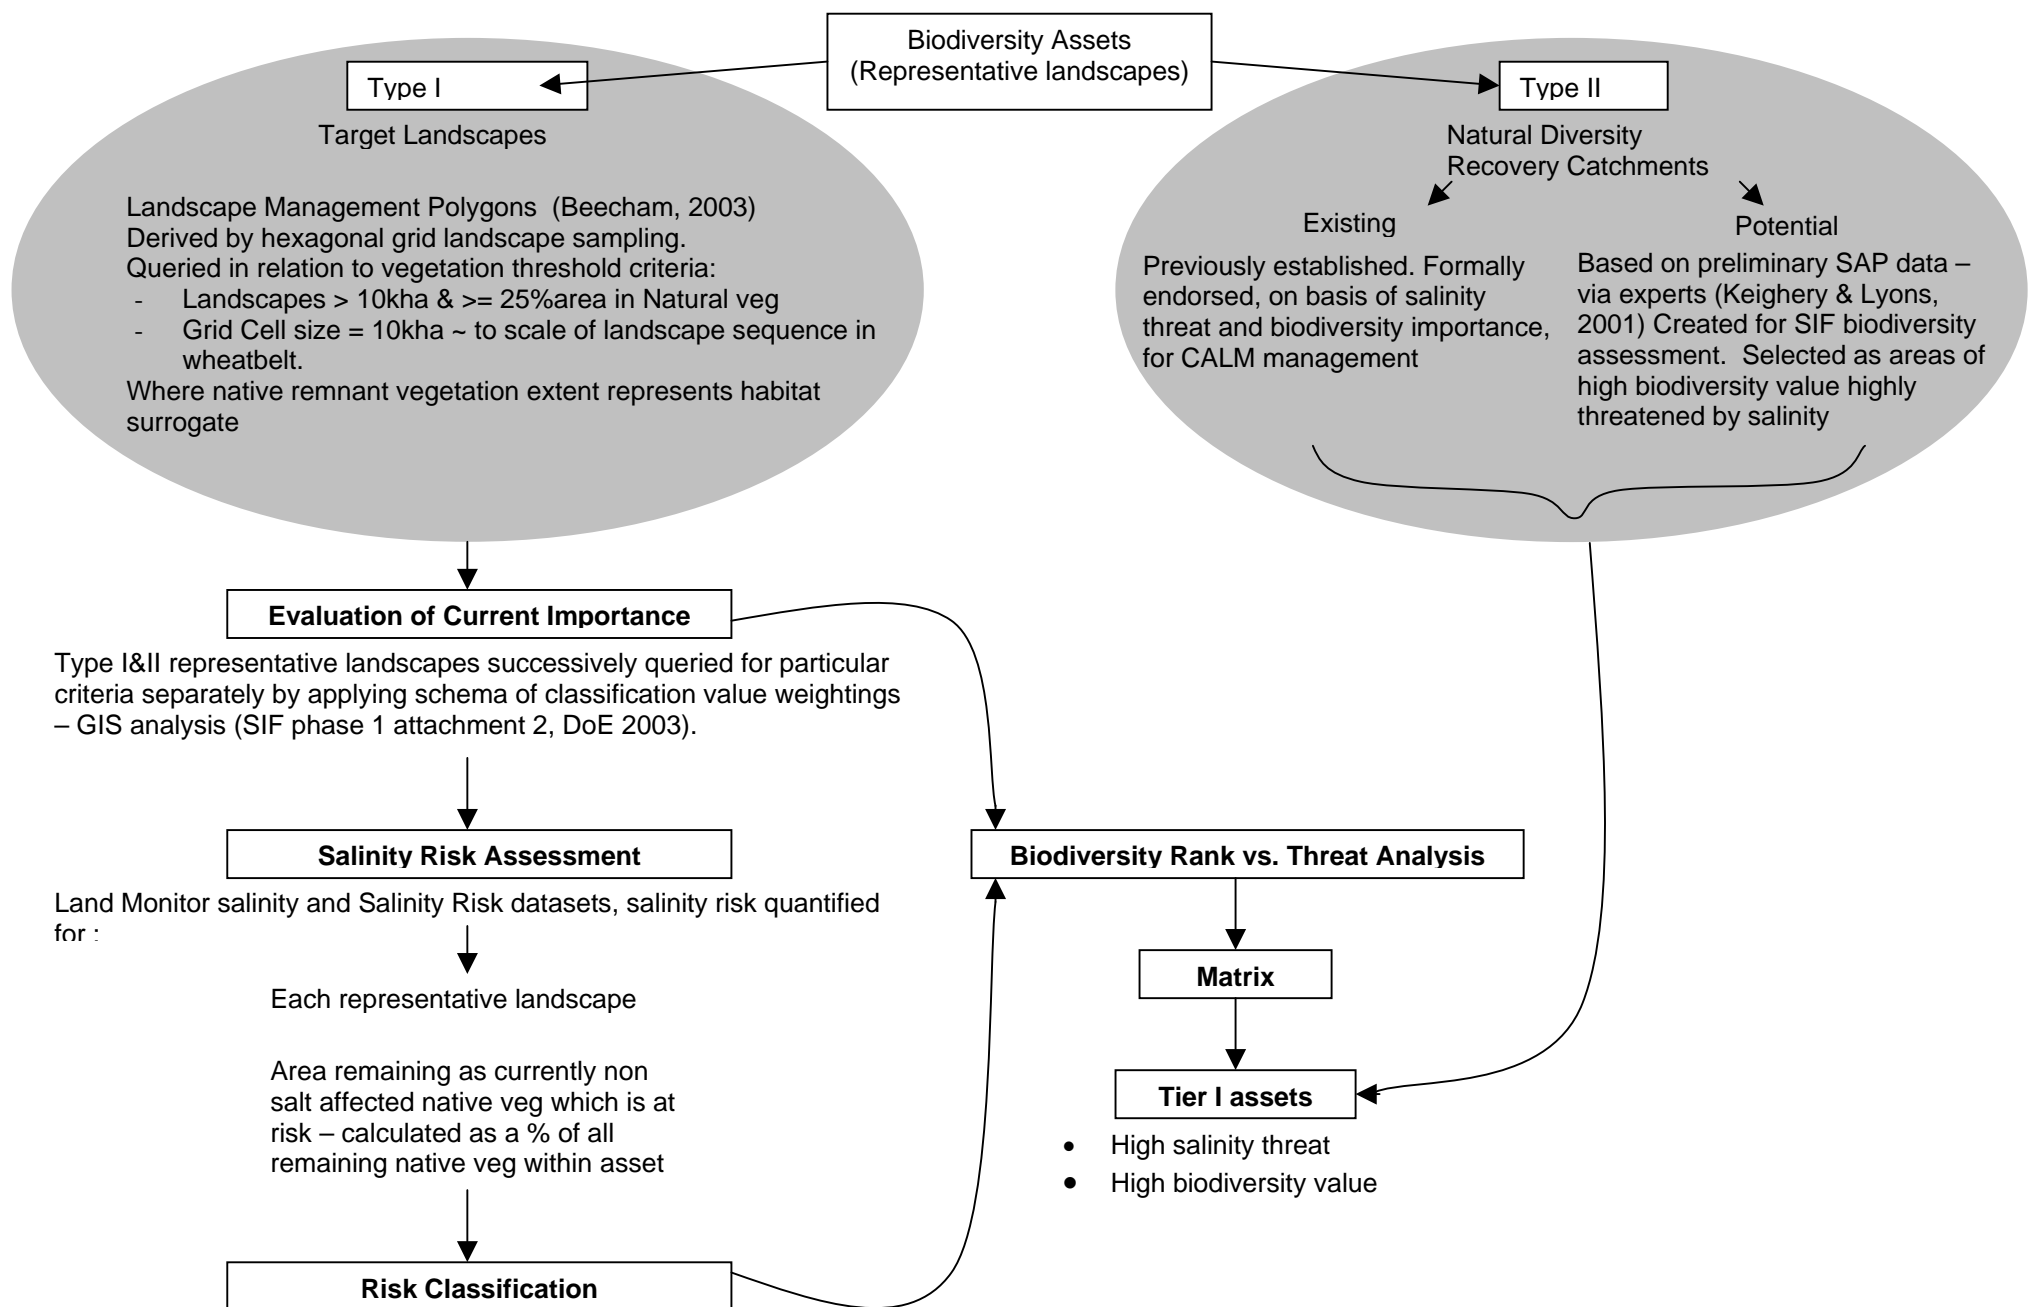 Biodiversity Assets
(Representative landscapes)
Type I
Target Landscapes
Landscape Management Polygons  (Beecham, 2003)
Derived by hexagonal grid landscape sampling.
Queried in relation to vegetation threshold criteria:
- Landscapes > 10kha & >= 25%area in Natural veg
- Grid Cell size = 10kha ~ to scale of landscape sequence in
wheatbelt.
Where native remnant vegetation extent represents habitat
surrogate
Type II
Natural Diversity
Recovery Catchments
Existing
Previously established. Formally
endorsed, on basis of salinity
threat and biodiversity importance,
for CALM management
Potential
Based on preliminary SAP data –
via experts (Keighery & Lyons,
2001) Created for SIF biodiversity
assessment.  Selected as areas of
high biodiversity value highly
threatened by salinity
Evaluation of Current Importance
Type I&II representative landscapes successively queried for particular
criteria separately by applying schema of classification value weightings
– GIS analysis (SIF phase 1 attachment 2, DoE 2003).
Salinity Risk Assessment
Land Monitor salinity and Salinity Risk datasets, salinity risk quantified
for :
Each representative landscape
Area remaining as currently non
salt affected native veg which is at
risk – calculated as a % of all
remaining native veg within asset
Risk Classification
Biodiversity Rank vs. Threat Analysis
Matrix
Tier I assets
• High salinity threat
• High biodiversity value